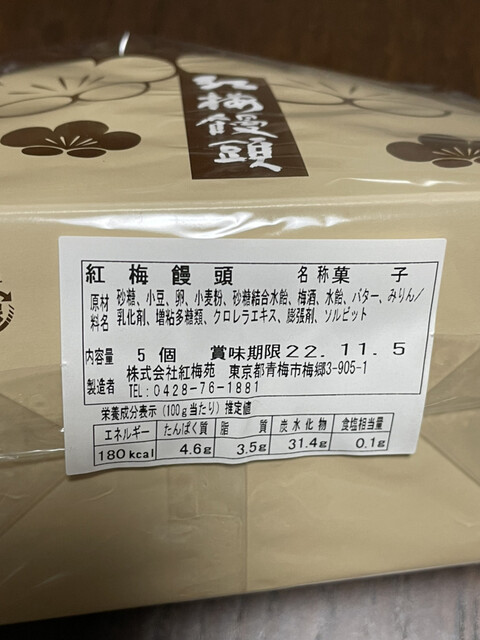 紅梅饅頭
紅梅饅頭 名称菓子
原材料名 砂糖、小豆、卵、小麦粉、砂糖結合水飴、梅酒、水飴、バター、みりん/
乳化剤、増粘多糖類、クロレラエキス、膨張剤、ソルビット
内容量 5個 賞味期限22.11.5
製造者 株式会社紅梅苑 東京都青梅市梅郷3-905-1
TEL:0428-76-1881
栄養成分表示(100g当たり)推定値
エネルギー たんぱく質 脂質 炭水化物 食塩相当量
180kcal 4.6g 3.5g 31.4g 0.1g